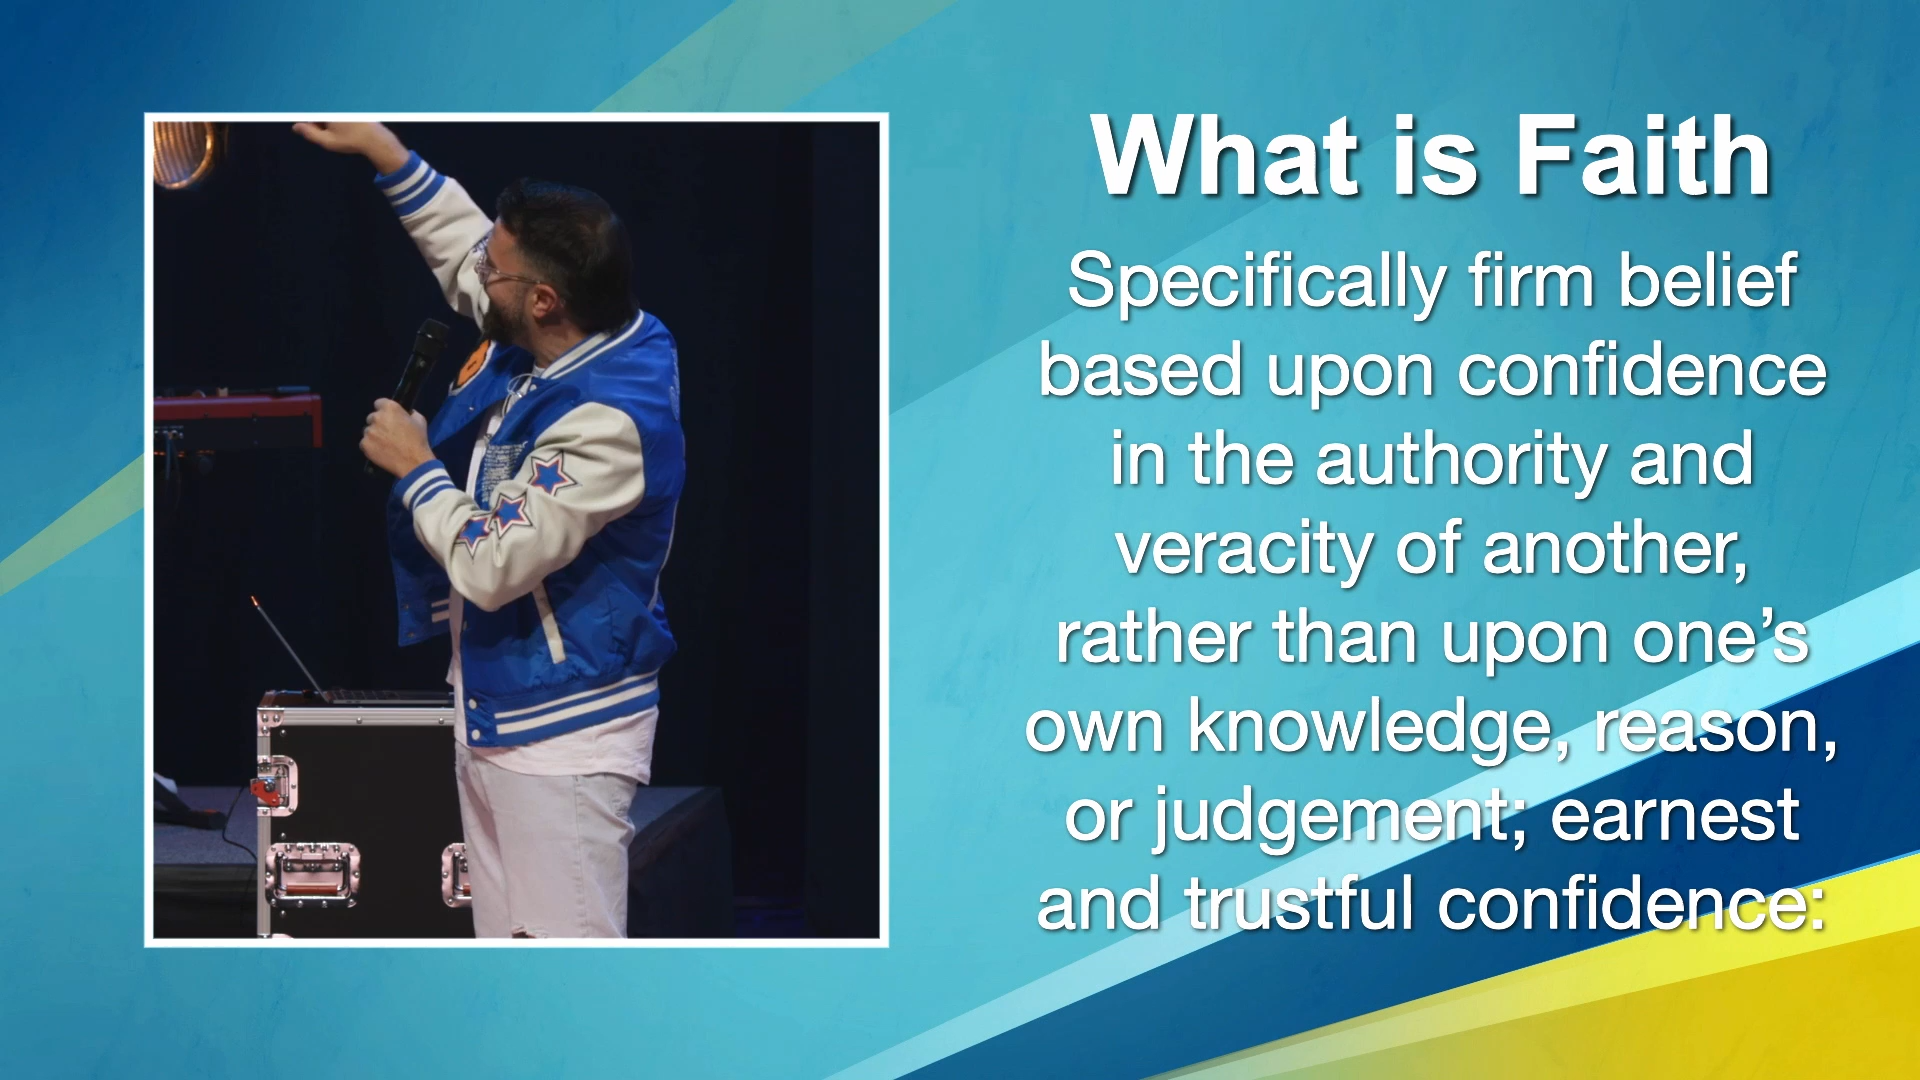 What is Faith
Specifically firm belief
based upon confidence
in the authority and
veracity of another,
rather than upon one’s
own knowledge, reason,
or judgement; earnest
and trustful confidence: